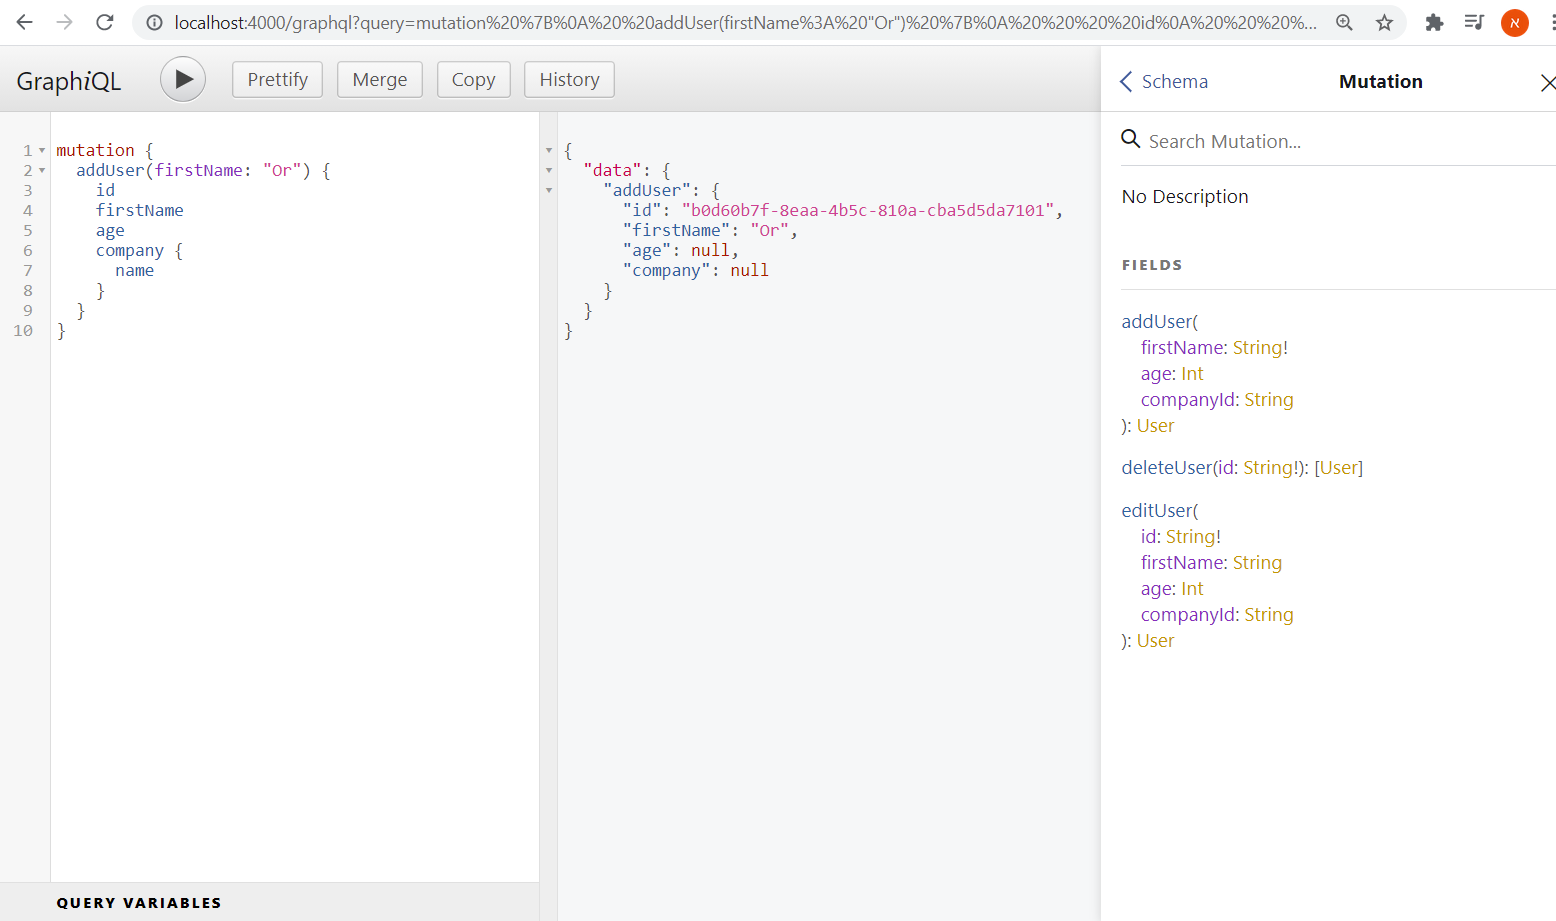 localhost:4000/graphql?query=mutation%20%7B%0A%20%20addUser(firstName%3A%20"Or")%20%7B%0A%20%20%20%20id%0A%20%20%20%20%...
א
GraphiQL
Prettify
Merge
Copy
History
1 mutation {
2 addUser(firstName: "Or") {
3 id
4 firstName
5 age
6 company {
7 name
8 }
9 }
10 }
QUERY VARIABLES
{
"data": {
"addUser": {
"id": "b0d60b7f-8eaa-4b5c-810a-cba5d5da7101",
"firstName": "Or",
"age": null,
"company": null
}
}
}
Schema
Mutation
Search Mutation...
No Description
FIELDS
addUser(
firstName: String!
age: Int
companyId: String
): User
deleteUser(id: String!): [User]
editUser(
id: String!
firstName: String
age: Int
companyId: String
): User